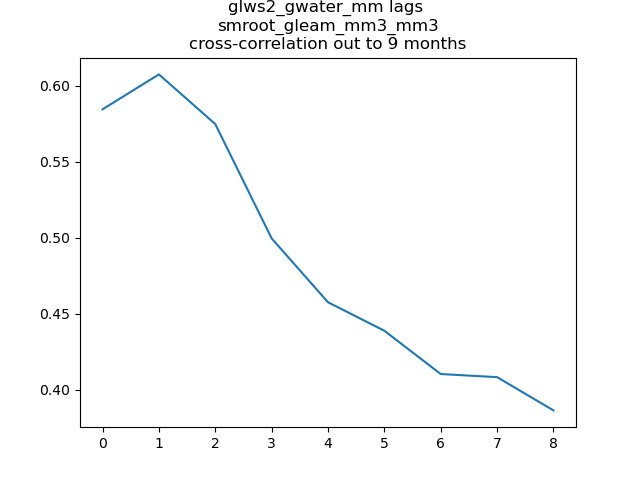 glws2_gwater_mm lags
smroot_gleam_mm3_mm3
cross-correlation out to 9 months
0.60
0.55
0.50
0.45
0.40
0 1 2 3 4 5 6 7 8